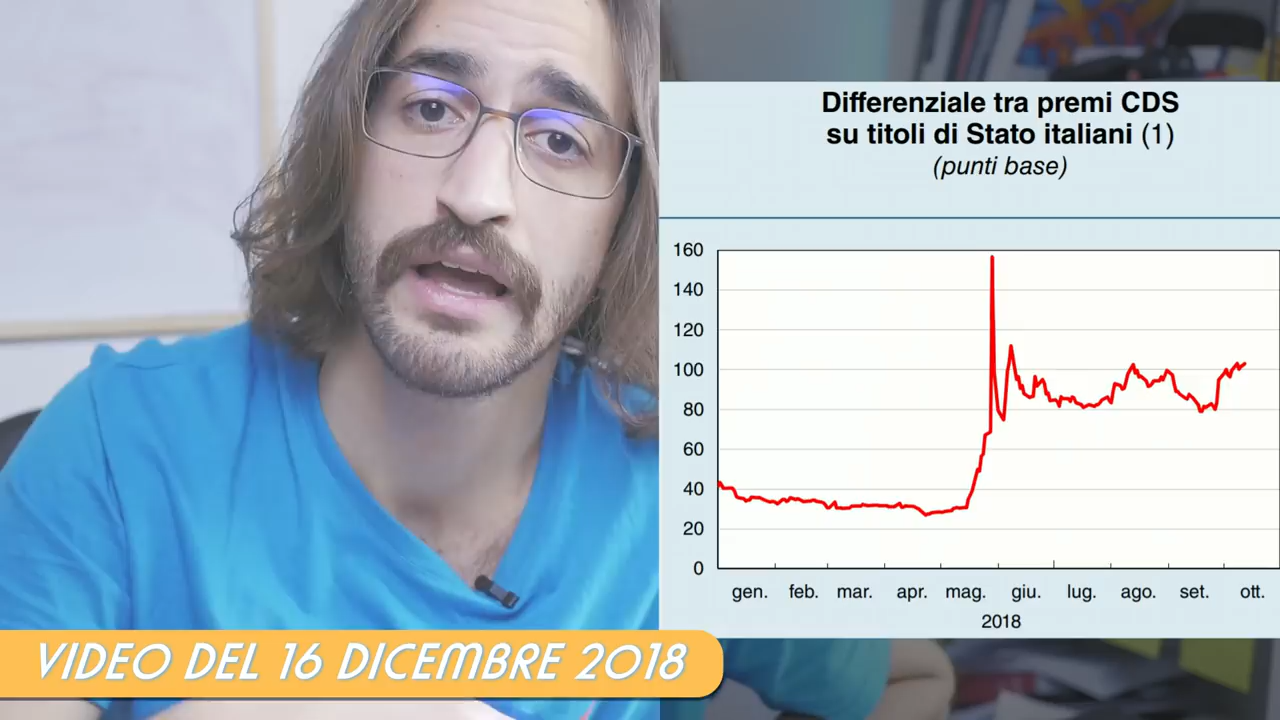 Differenziale tra premi CDS
su titoli di Stato italiani (1)
(punti base)
160
140
120
100
80
60
40
20
0
gen. feb. mar. apr. mag. giu. lug. ago. set. ott.
2018
VIDEO DEL 16 DICEMBRE 2018